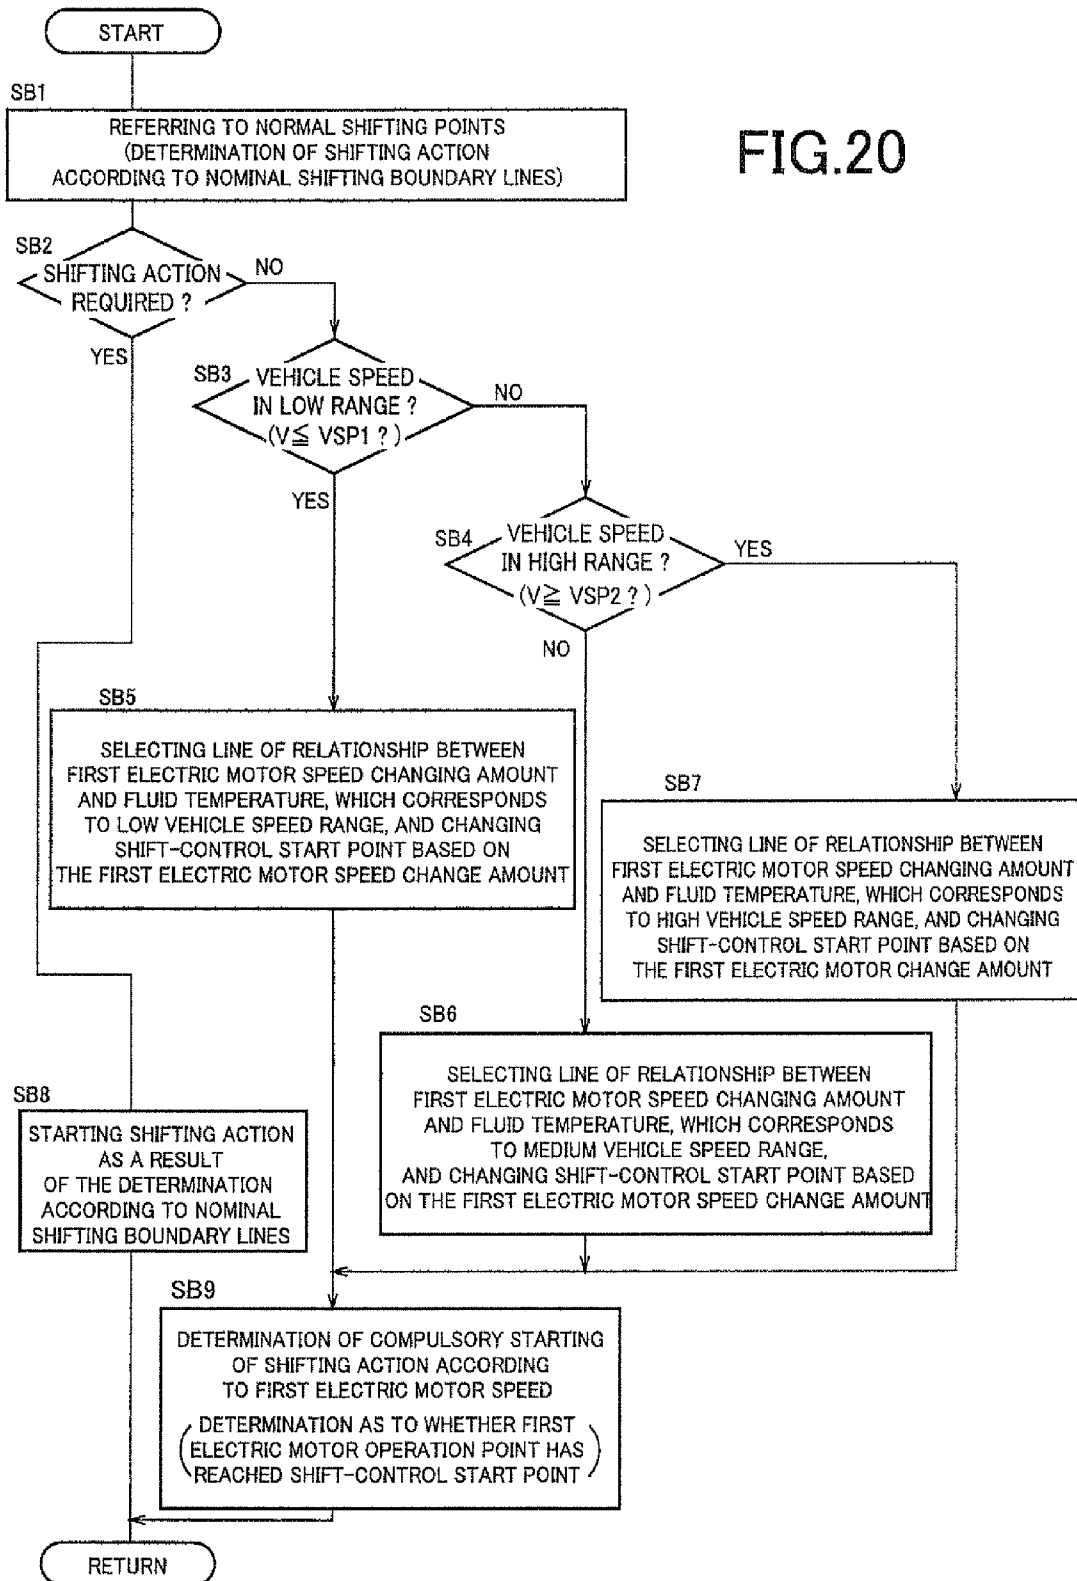 START
SB1
REFERRING TO NORMAL SHIFTING POINTS
(DETERMINATION OF SHIFTING ACTION
ACCORDING TO NOMINAL SHIFTING BOUNDARY LINES)
FIG.20
SB2
SHIFTING ACTION
REQUIRED ?
NO
YES
SB3
VEHICLE SPEED
IN LOW RANGE ?
(V≦ VSP1 ?)
NO
YES
SB4
VEHICLE SPEED
IN HIGH RANGE ?
(V≧ VSP2 ?)
YES
NO
SB5
SELECTING LINE OF RELATIONSHIP BETWEEN
FIRST ELECTRIC MOTOR SPEED CHANGING AMOUNT
AND FLUID TEMPERATURE, WHICH CORRESPONDS
TO LOW VEHICLE SPEED RANGE, AND CHANGING
SHIFT-CONTROL START POINT BASED ON
THE FIRST ELECTRIC MOTOR SPEED CHANGE AMOUNT
SB7
SELECTING LINE OF RELATIONSHIP BETWEEN
FIRST ELECTRIC MOTOR SPEED CHANGING AMOUNT
AND FLUID TEMPERATURE, WHICH CORRESPONDS
TO HIGH VEHICLE SPEED RANGE, AND CHANGING
SHIFT-CONTROL START POINT BASED ON
THE FIRST ELECTRIC MOTOR CHANGE AMOUNT
SB6
SELECTING LINE OF RELATIONSHIP BETWEEN
FIRST ELECTRIC MOTOR SPEED CHANGING AMOUNT
AND FLUID TEMPERATURE, WHICH CORRESPONDS
TO MEDIUM VEHICLE SPEED RANGE,
AND CHANGING SHIFT-CONTROL START POINT BASED
ON THE FIRST ELECTRIC MOTOR SPEED CHANGE AMOUNT
SB8
STARTING SHIFTING ACTION
AS A RESULT
OF THE DETERMINATION
ACCORDING TO NOMINAL
SHIFTING BOUNDARY LINES
SB9
DETERMINATION OF COMPULSORY STARTING
OF SHIFTING ACTION ACCORDING
TO FIRST ELECTRIC MOTOR SPEED
(DETERMINATION AS TO WHETHER FIRST
ELECTRIC MOTOR OPERATION POINT HAS
REACHED SHIFT-CONTROL START POINT)
RETURN